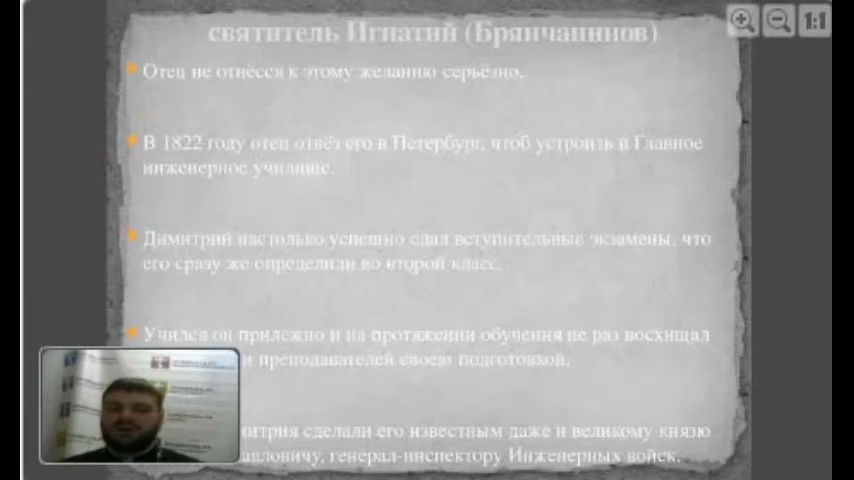 святитель Игнатий (Брянчанинов)
Отец не отнёсся к этому желанию серьёзно.
В 1822 году отец отвёз его в Петербург, чтоб устроить в Главное
инженерное училище.
Димитрий настолько успешно сдал вступительные экзамены, что
его сразу же определили во второй класс.
Учился он прилежно и на протяжении обучения не раз восхищал
и преподавателей своею подготовкой.
митрия сделали его известным даже и великому князю
авловичу, генерал-инспектору Инженерных войск.
1:1